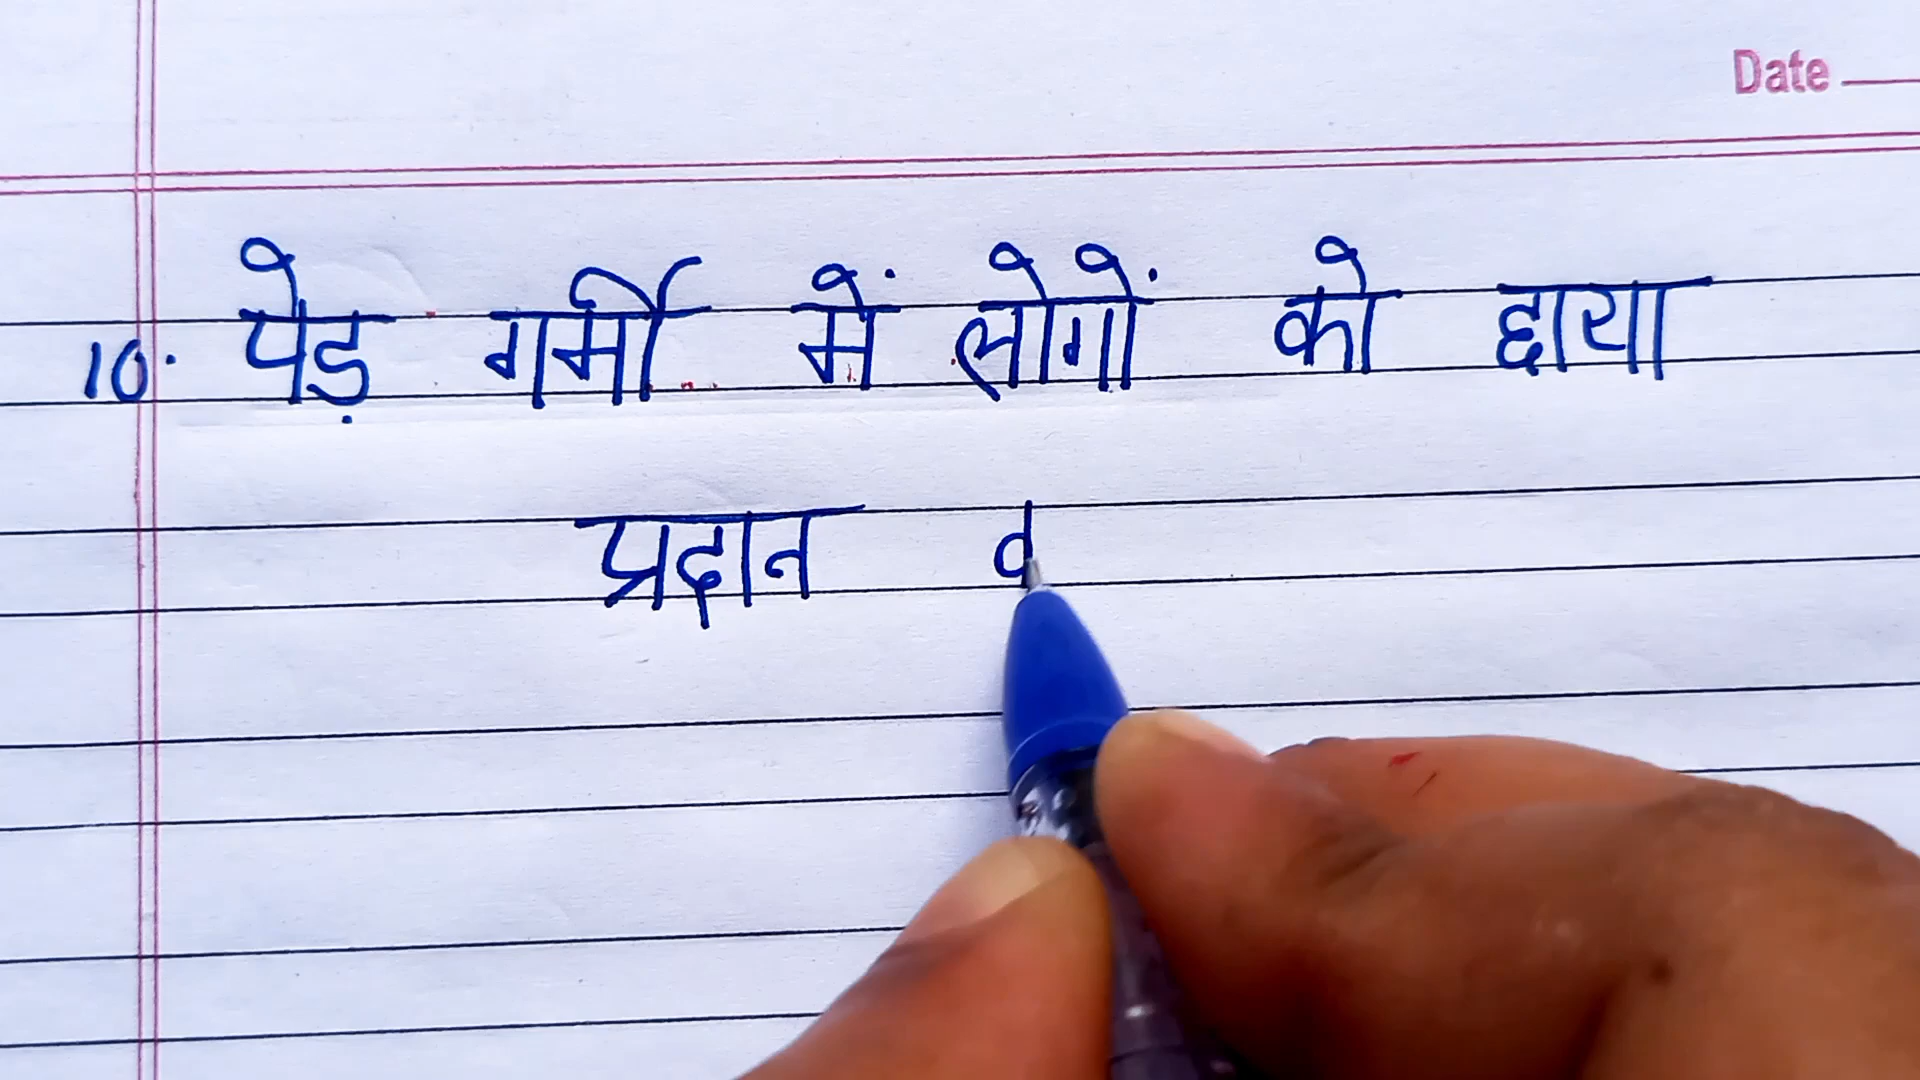 Date
10. पेड़ गर्मी में लोगों को छाया
प्रदान